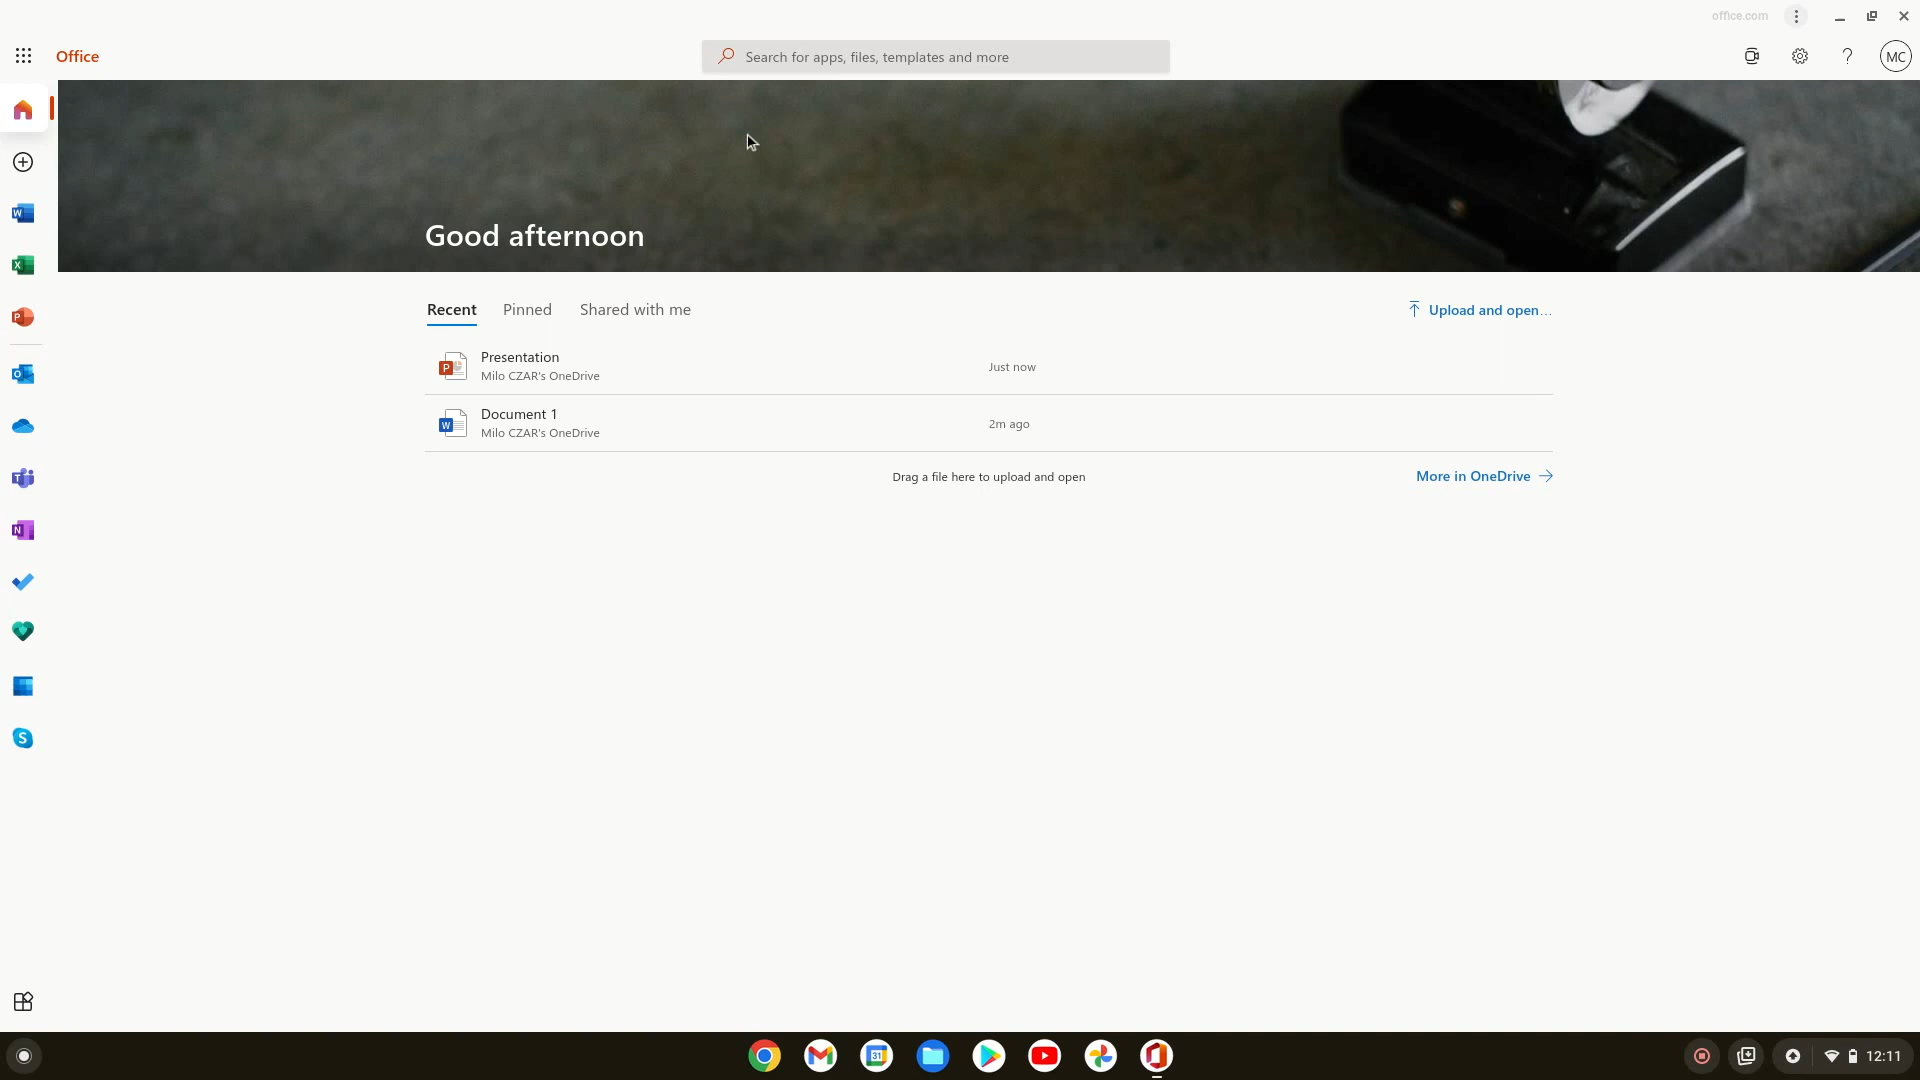 office.com
Office
Search for apps, files, templates and more
MC
Good afternoon
Recent Pinned Shared with me
Upload and open...
Presentation
Milo CZAR's OneDrive
Just now
Document 1
Milo CZAR's OneDrive
2m ago
Drag a file here to upload and open
More in OneDrive
31
12:11